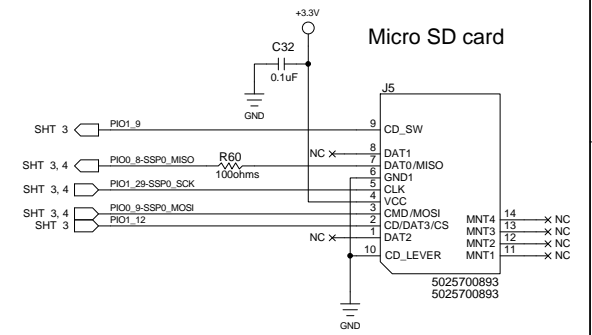 +3.3V
Micro SD card
C32
0.1uF
GND
J5
SHT 3 PIO1_9 9 CD_SW
NC 8 DAT1
SHT 3, 4 PIO0_8-SSP0_MISO R60 7 DAT0/MISO
100ohms 6 GND1
SHT 3, 4 PIO1_29-SSP0_SCK 5 CLK
4 VCC
SHT 3, 4 PIO0_9-SSP0_MOSI 3 CMD/MOSI MNT4 14 NC
SHT 3 PIO1_12 2 CD/DAT3/CS MNT3 13 NC
NC 1 DAT2 MNT2 12 NC
10 CD_LEVER MNT1 11 NC
5025700893
5025700893
GND